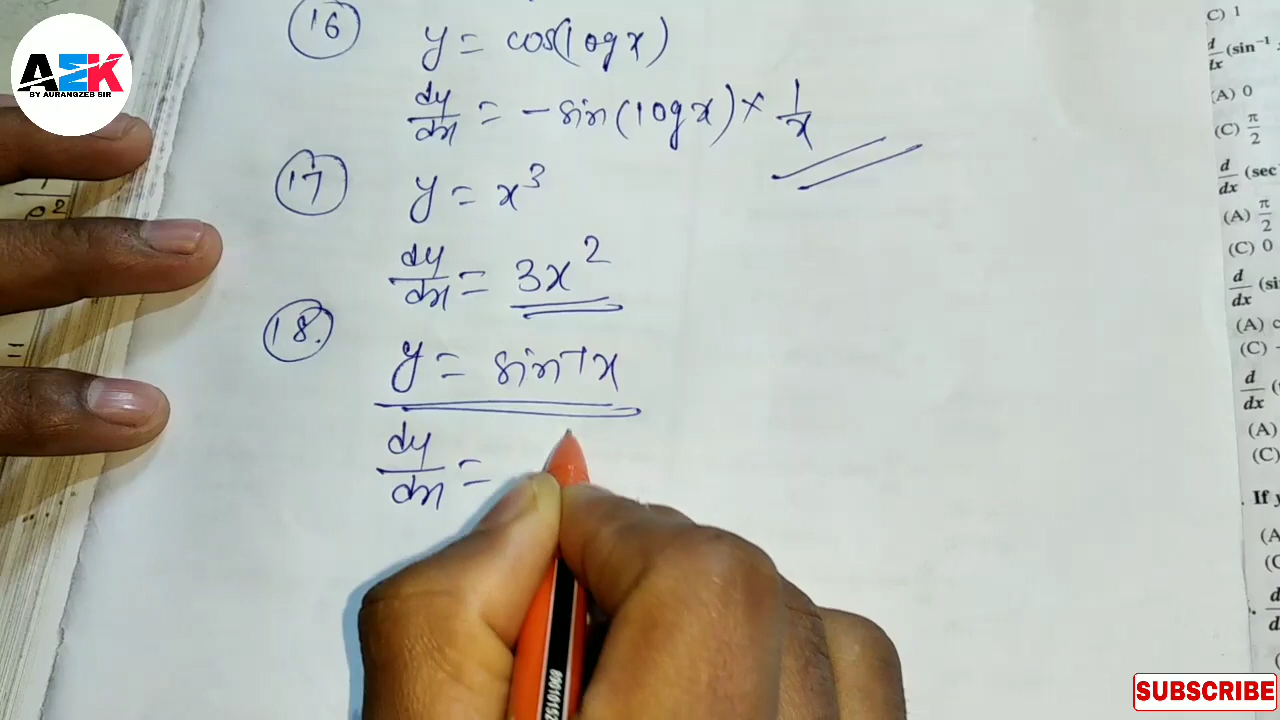 AEK
BY AURANGZEB SIR
16 y = cos(log x)
dy/dx = - sin(log x) × 1/x
17 y = x³
dy/dx = 3x²
18. y = sin⁻¹x
dy/dx =
C) 1
d/dx (sin⁻¹
(A) 0
(C) π/2
d/dx (sec
(A) π/2
(C) 0
d/dx (si
(A) c
(C) -
d/dx (
(A)
(C)
. If y
(A
(C
SUBSCRIBE